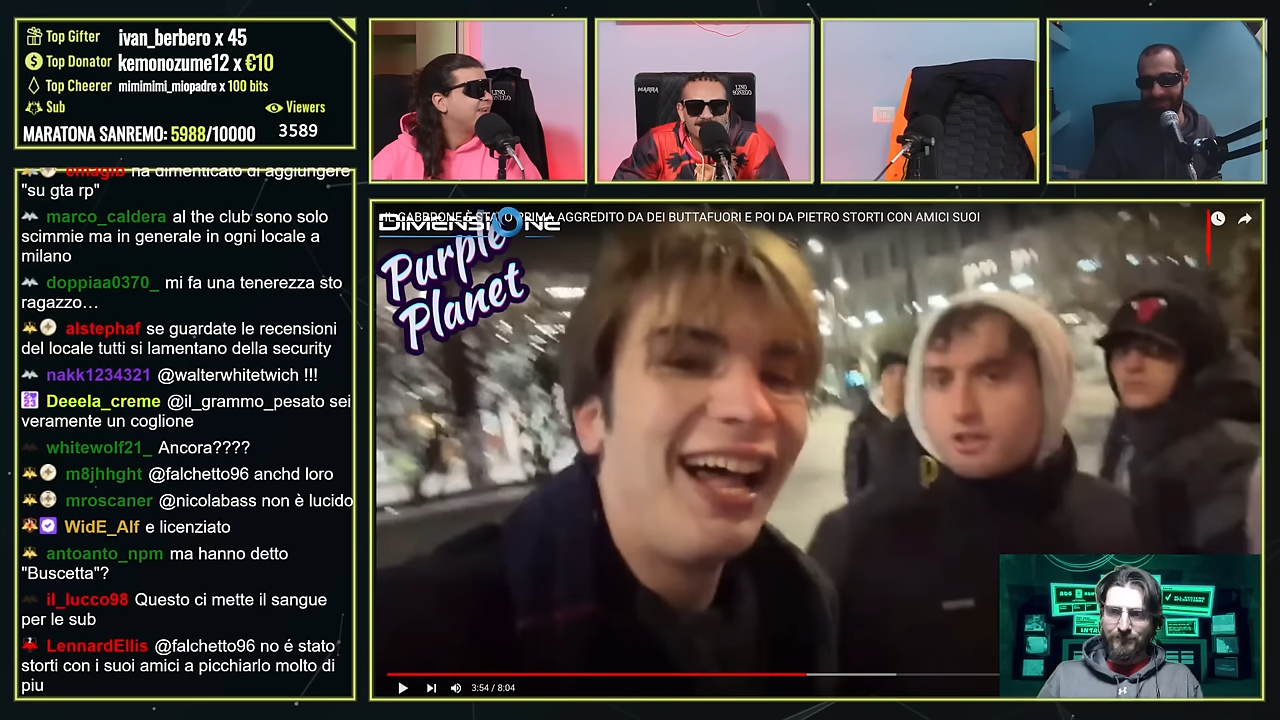 Top Gifter ivan_berbero x 45
Top Donator kemonozume12 x €10
Top Cheerer mimimimi_miopadre x 100 bits
Sub Viewers
MARATONA SANREMO: 5988/10000 3589
emagib ha dimenticato di aggiungere
"su gta rp"
marco_caldera al the club sono solo
scimmie ma in generale in ogni locale a
milano
doppiaa0370_ mi fa una tenerezza sto
ragazzo…
alstephaf se guardate le recensioni
del locale tutti si lamentano della security
nakk1234321 @walterwhitetwich !!!
Deeela_creme @il_grammo_pesato sei
veramente un coglione
whitewolf21_ Ancora????
m8jhhght @falchetto96 anchd loro
mroscaner @nicolabass non è lucido
WidE_Alf e licenziato
antoanto_npm ma hanno detto
"Buscetta"?
il_lucco98 Questo ci mette il sangue
per le sub
LennardEllis @falchetto96 no é stato
storti con i suoi amici a picchiarlo molto di
piu
MARRA
IL GABBRONE È STATO PRIMA AGGREDITO DA DEI BUTTAFUORI E POI DA PIETRO STORTI CON AMICI SUOI
DIMENSIONE
Purple
Planet
3:54 / 8:04